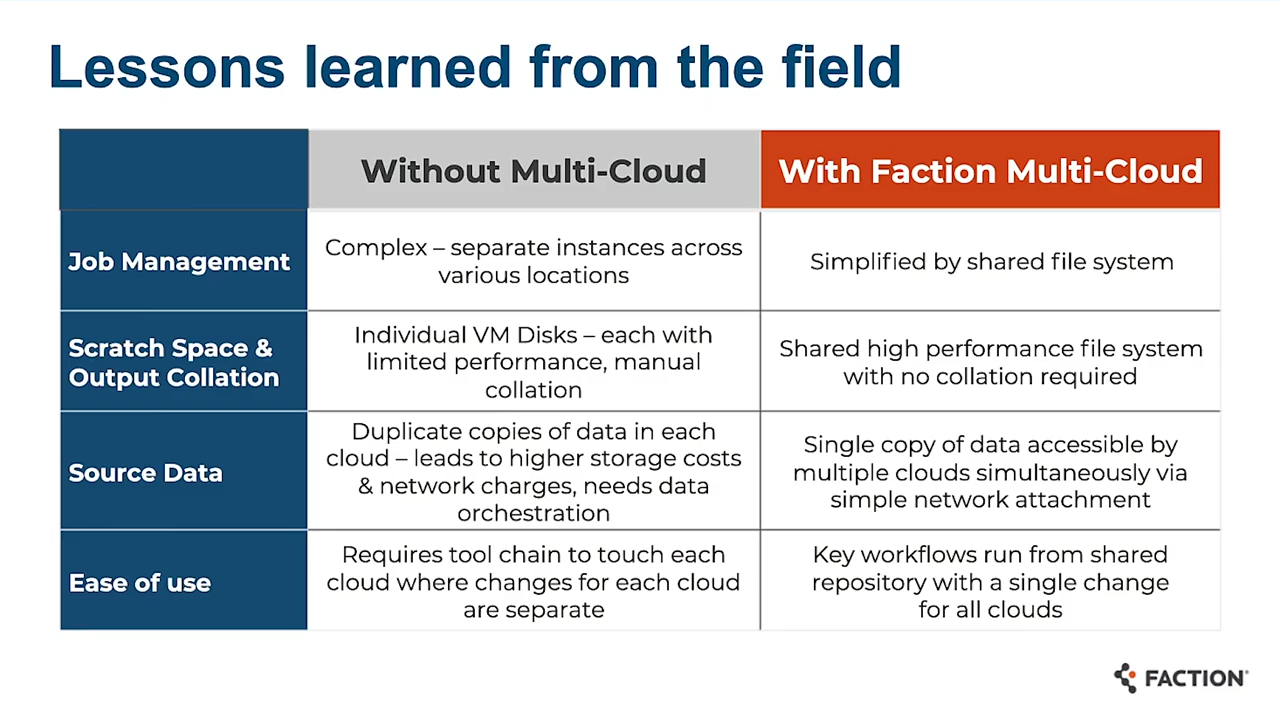 Lessons learned from the field
Without Multi-Cloud
With Faction Multi-Cloud
Job Management
Complex – separate instances across
various locations
Simplified by shared file system
Scratch Space &
Output Collation
Individual VM Disks – each with
limited performance, manual
collation
Shared high performance file system
with no collation required
Source Data
Duplicate copies of data in each
cloud – leads to higher storage costs
& network charges, needs data
orchestration
Single copy of data accessible by
multiple clouds simultaneously via
simple network attachment
Ease of use
Requires tool chain to touch each
cloud where changes for each cloud
are separate
Key workflows run from shared
repository with a single change
for all clouds
FACTION®